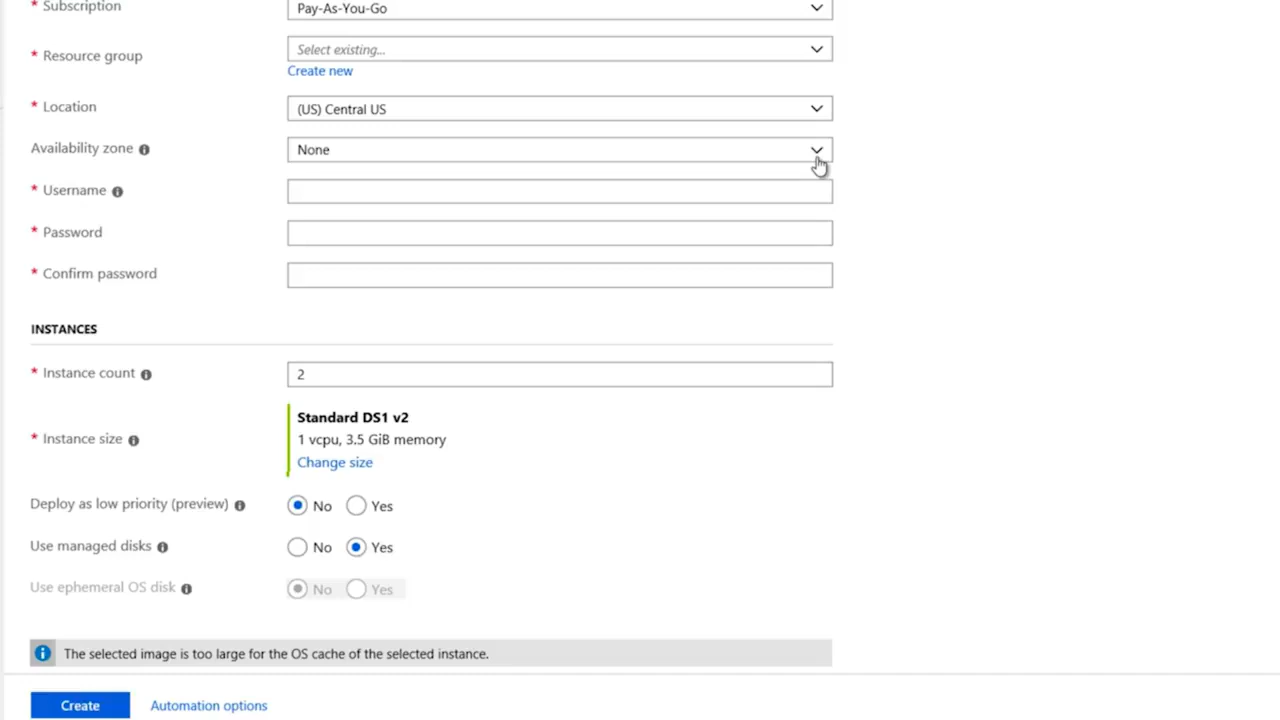 * Subscription
Pay-As-You-Go
* Resource group
Select existing...
Create new
* Location
(US) Central US
Availability zone
None
* Username
* Password
* Confirm password
INSTANCES
* Instance count
2
* Instance size
Standard DS1 v2
1 vcpu, 3.5 GiB memory
Change size
Deploy as low priority (preview)
No Yes
Use managed disks
No Yes
Use ephemeral OS disk
No Yes
The selected image is too large for the OS cache of the selected instance.
Create Automation options